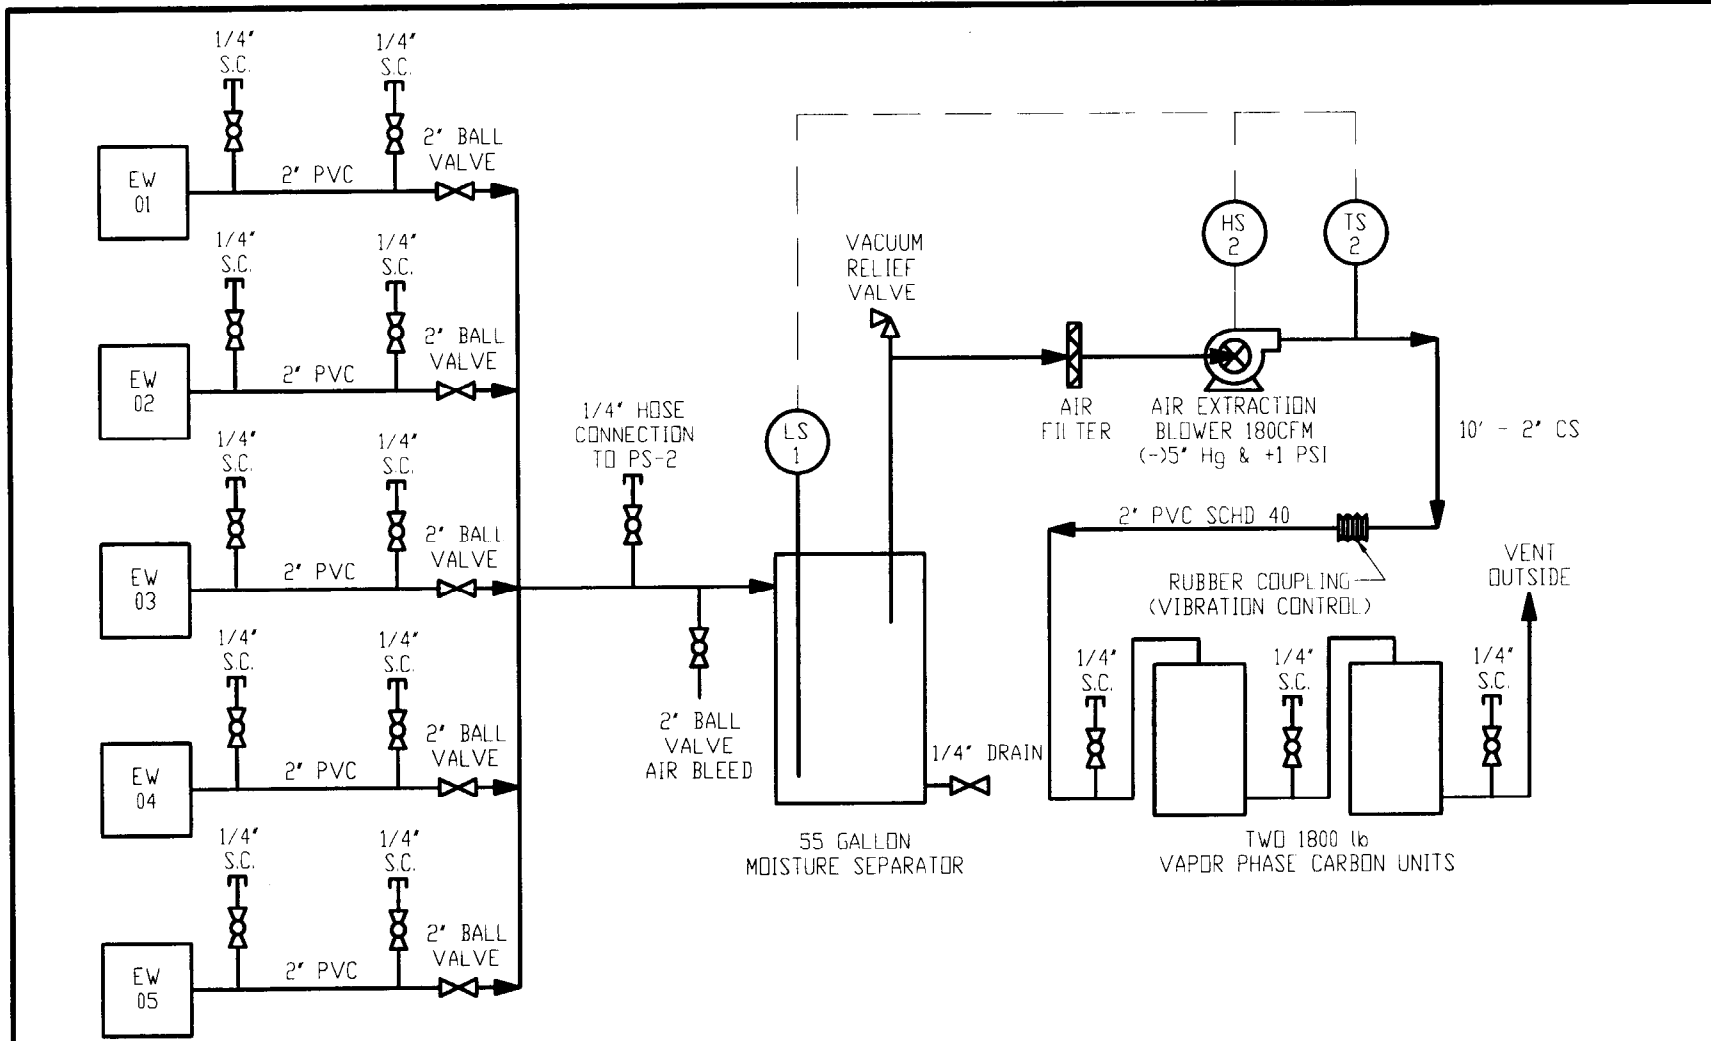 1/4"
S.C.
1/4"
S.C.
2" BALL
VALVE
EW
01
2" PVC
1/4"
S.C.
1/4"
S.C.
2" BALL
VALVE
EW
02
2" PVC
1/4"
S.C.
1/4"
S.C.
2" BALL
VALVE
EW
03
2" PVC
1/4"
S.C.
1/4"
S.C.
2" BALL
VALVE
EW
04
2" PVC
1/4"
S.C.
1/4"
S.C.
2" BALL
VALVE
EW
05
2" PVC
1/4" HOSE
CONNECTION
TO PS-2
2" BALL
VALVE
AIR BLEED
LS
1
VACUUM
RELIEF
VALVE
1/4" DRAIN
55 GALLON
MOISTURE SEPARATOR
AIR
FILTER
HS
2
TS
2
AIR EXTRACTION
BLOWER 180CFM
(-)5" Hg & +1 PSI
10' - 2" CS
2" PVC SCHD 40
RUBBER COUPLING
(VIBRATION CONTROL)
VENT
OUTSIDE
1/4"
S.C.
1/4"
S.C.
1/4"
S.C.
TWO 1800 lb
VAPOR PHASE CARBON UNITS